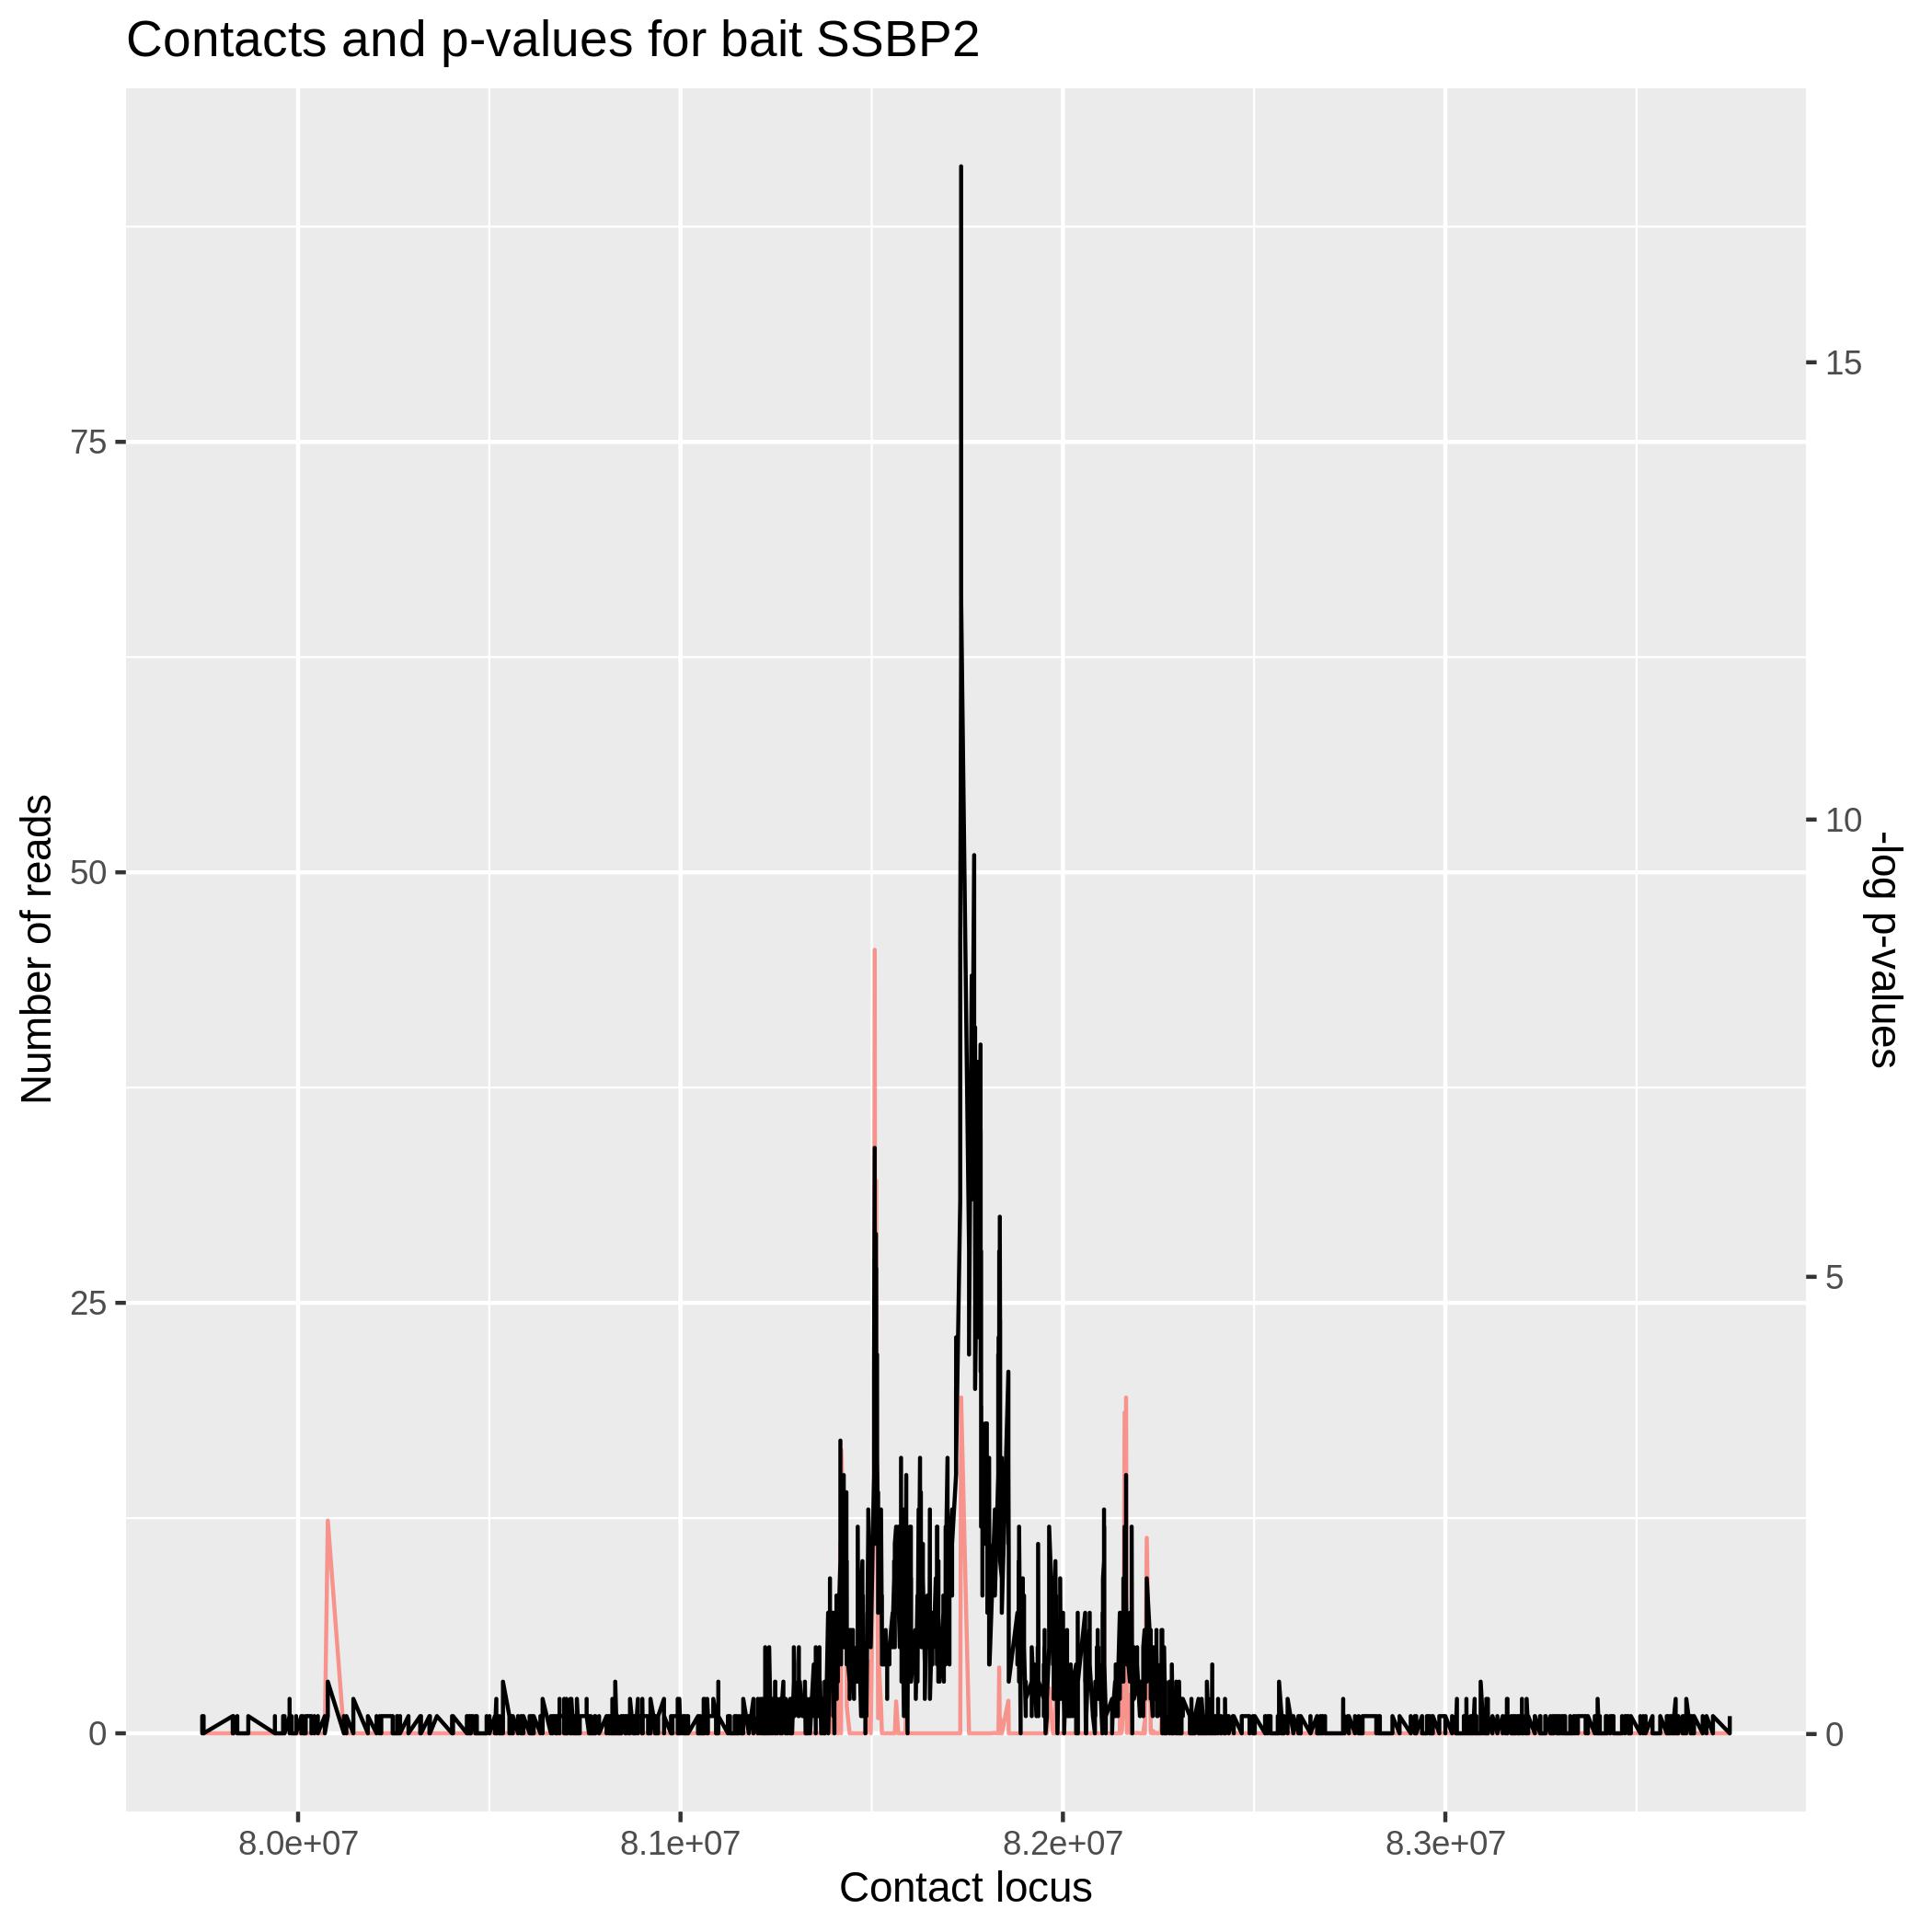 Contacts and p-values for bait SSBP2
Number of reads
75
50
25
0
15
10
5
0
-log p-values
8.0e+07 8.1e+07 8.2e+07 8.3e+07
Contact locus